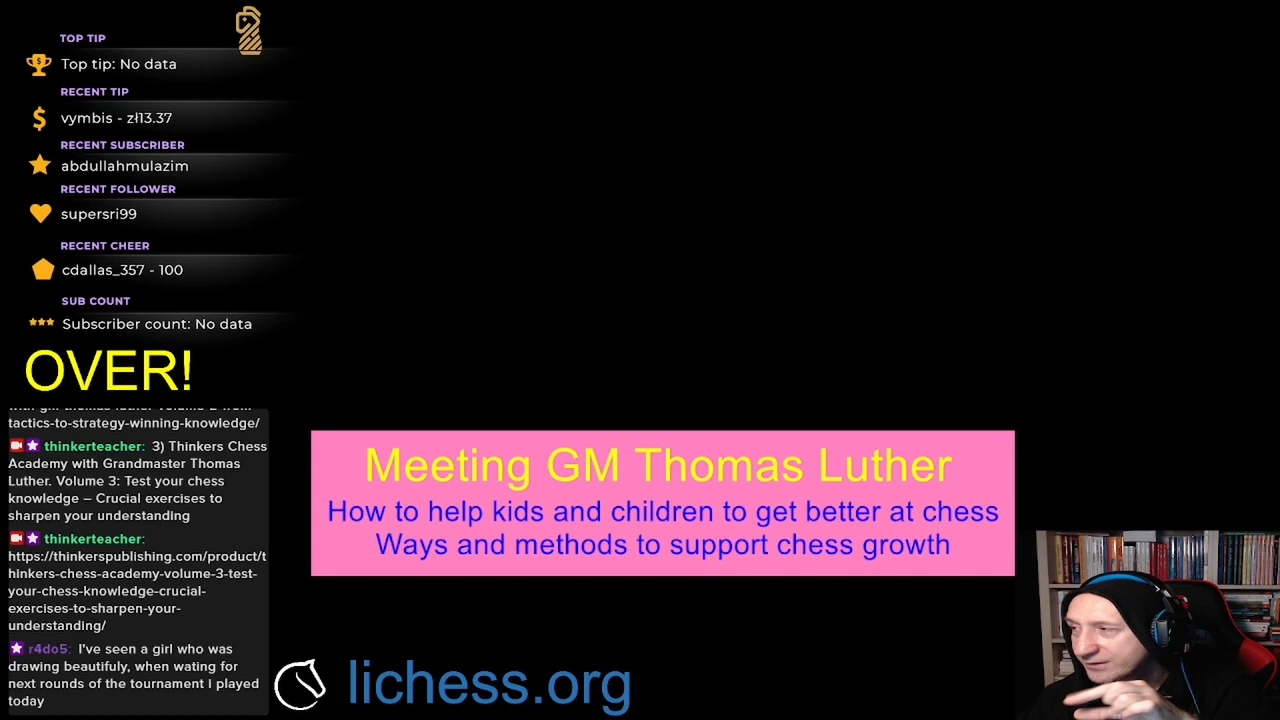 TOP TIP
Top tip: No data
RECENT TIP
vymbis - zł13.37
RECENT SUBSCRIBER
abdullahmulazim
RECENT FOLLOWER
supersri99
RECENT CHEER
cdallas_357 - 100
SUB COUNT
Subscriber count: No data
OVER!
tactics-to-strategy-winning-knowledge/
thinkerteacher: 3) Thinkers Chess
Academy with Grandmaster Thomas
Luther. Volume 3: Test your chess
knowledge – Crucial exercises to
sharpen your understanding
thinkerteacher:
https://thinkerspublishing.com/product/t
hinkers-chess-academy-volume-3-test-
your-chess-knowledge-crucial-
exercises-to-sharpen-your-
understanding/
r4do5: I've seen a girl who was
drawing beautifuly, when wating for
next rounds of the tournament I played
today
Meeting GM Thomas Luther
How to help kids and children to get better at chess
Ways and methods to support chess growth
lichess.org